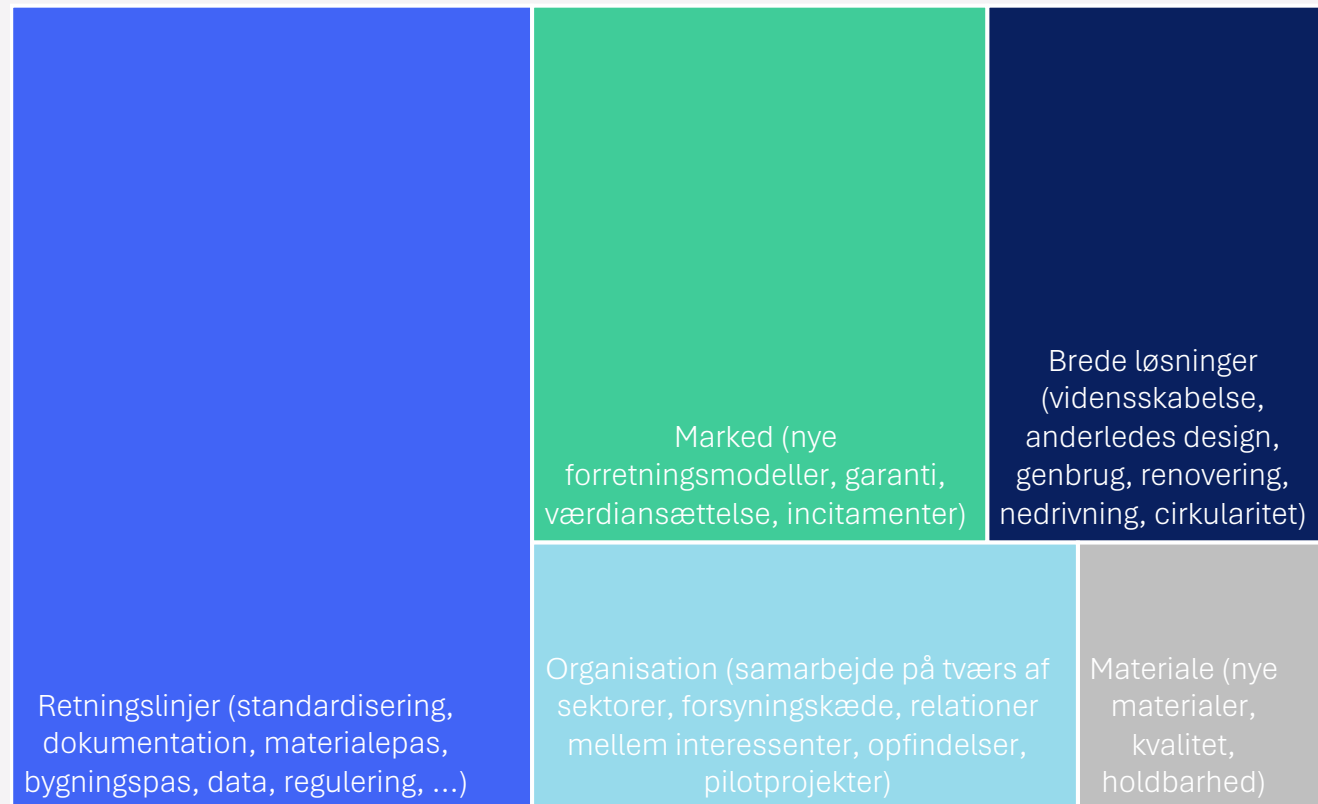 Retningslinjer (standardisering,
dokumentation, materialepas,
bygningspas, data, regulering, ...)
Marked (nye
forretningsmodeller, garanti,
værdiansættelse, incitamenter)
Brede løsninger
(vidensskabelse,
anderledes design,
genbrug, renovering,
nedrivning, cirkularitet)
Organisation (samarbejde på tværs af
sektorer, forsyningskæde, relationer
mellem interessenter, opfindelser,
pilotprojekter)
Materiale (nye
materialer,
kvalitet,
holdbarhed)